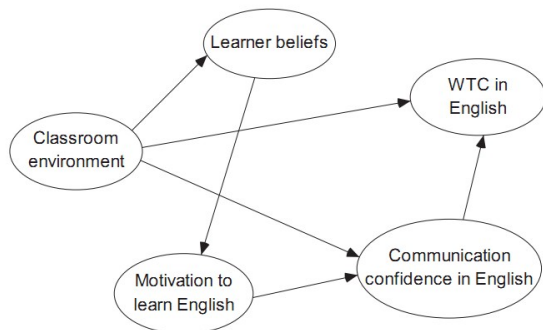 Learner beliefs
WTC in
English
Classroom
environment
Communication
confidence in English
Motivation to
learn English